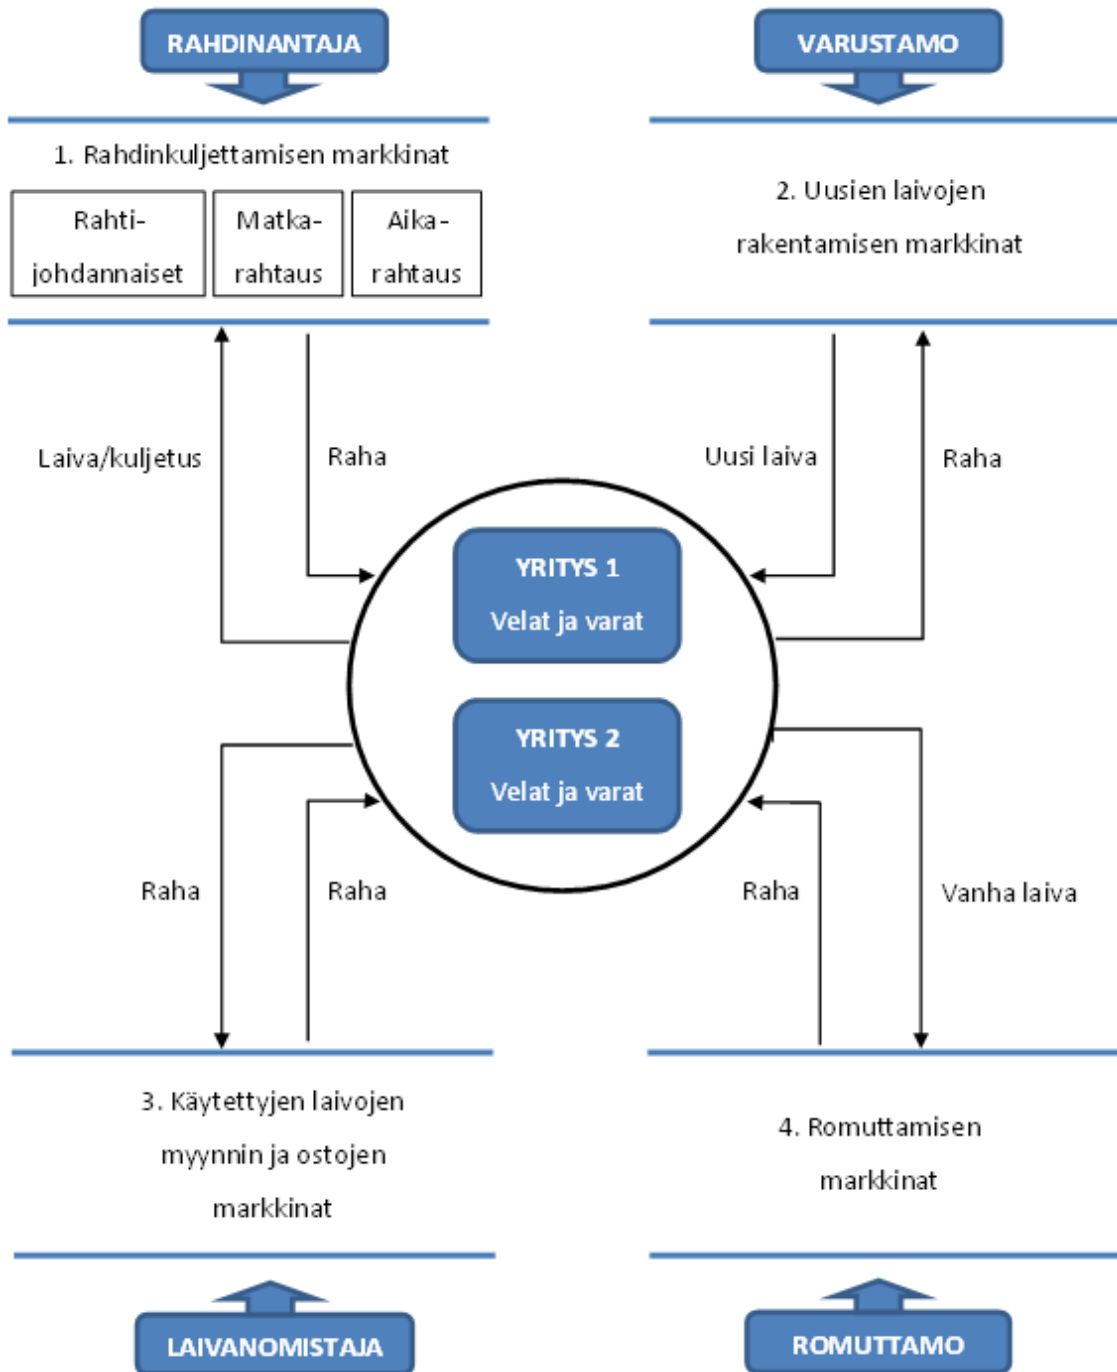 RAHDINANTAJA
VARUSTAMO
1. Rahdinkuljettamisen markkinat
Rahti-
johdannaiset
Matka-
rahtaus
Aika-
rahtaus
2. Uusien laivojen
rakentamisen markkinat
Laiva/kuljetus
Raha
Uusi laiva
Raha
YRITYS 1
Velat ja varat
YRITYS 2
Velat ja varat
Raha
Raha
Raha
Vanha laiva
3. Käytettyjen laivojen
myynnin ja ostojen
markkinat
4. Romuttamisen
markkinat
LAIVANOMISTAJA
ROMUTTAMO